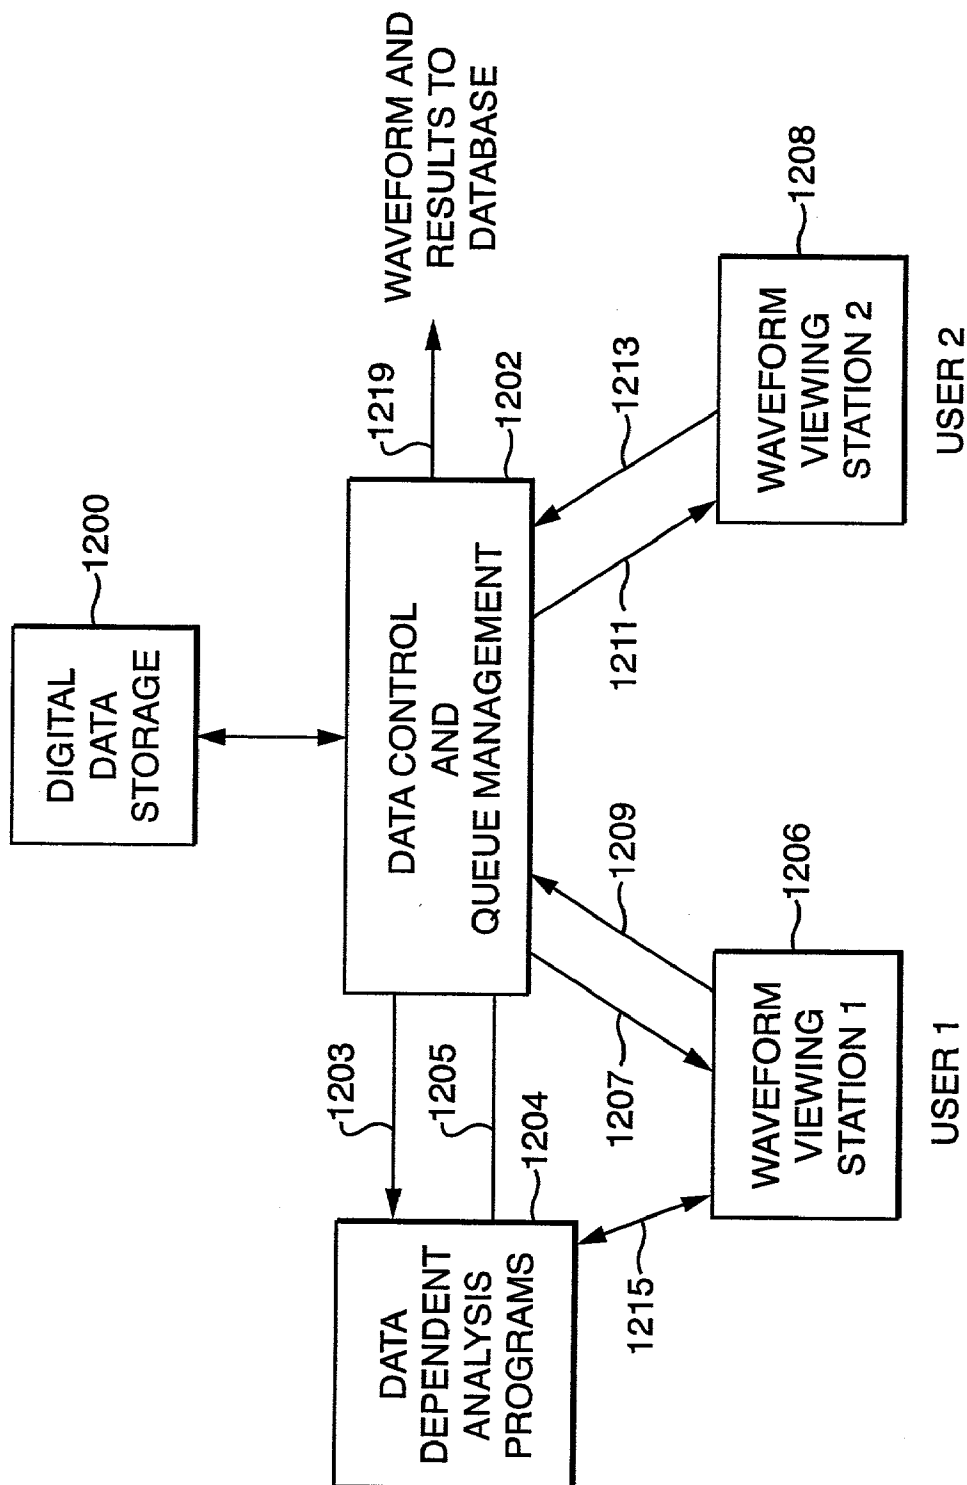 1200
DIGITAL
DATA
STORAGE
WAVEFORM AND
RESULTS TO
DATABASE
1219
1202
DATA CONTROL
AND
QUEUE MANAGEMENT
1203
1205
1204
DATA
DEPENDENT
ANALYSIS
PROGRAMS
1215
1207
1209
1206
WAVEFORM
VIEWING
STATION 1
USER 1
1211
1213
1208
WAVEFORM
VIEWING
STATION 2
USER 2